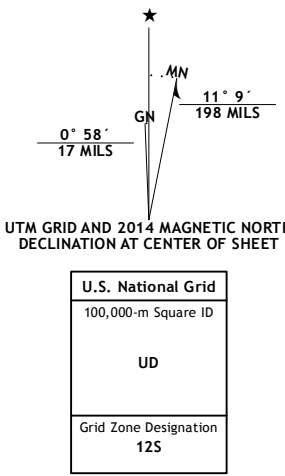 MN
GN
11° 9´
198 MILS
0° 58´
17 MILS
UTM GRID AND 2014 MAGNETIC NORTH
DECLINATION AT CENTER OF SHEET
U.S. National Grid
100,000-m Square ID
UD
Grid Zone Designation
12S